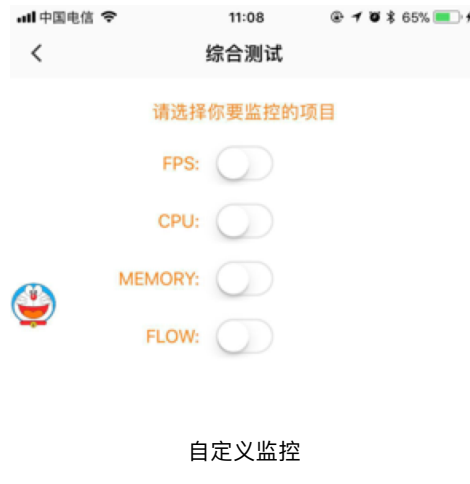 中国电信 11:08 65%
综合测试
请选择你要监控的项目
FPS:
CPU:
MEMORY:
FLOW:
自定义监控